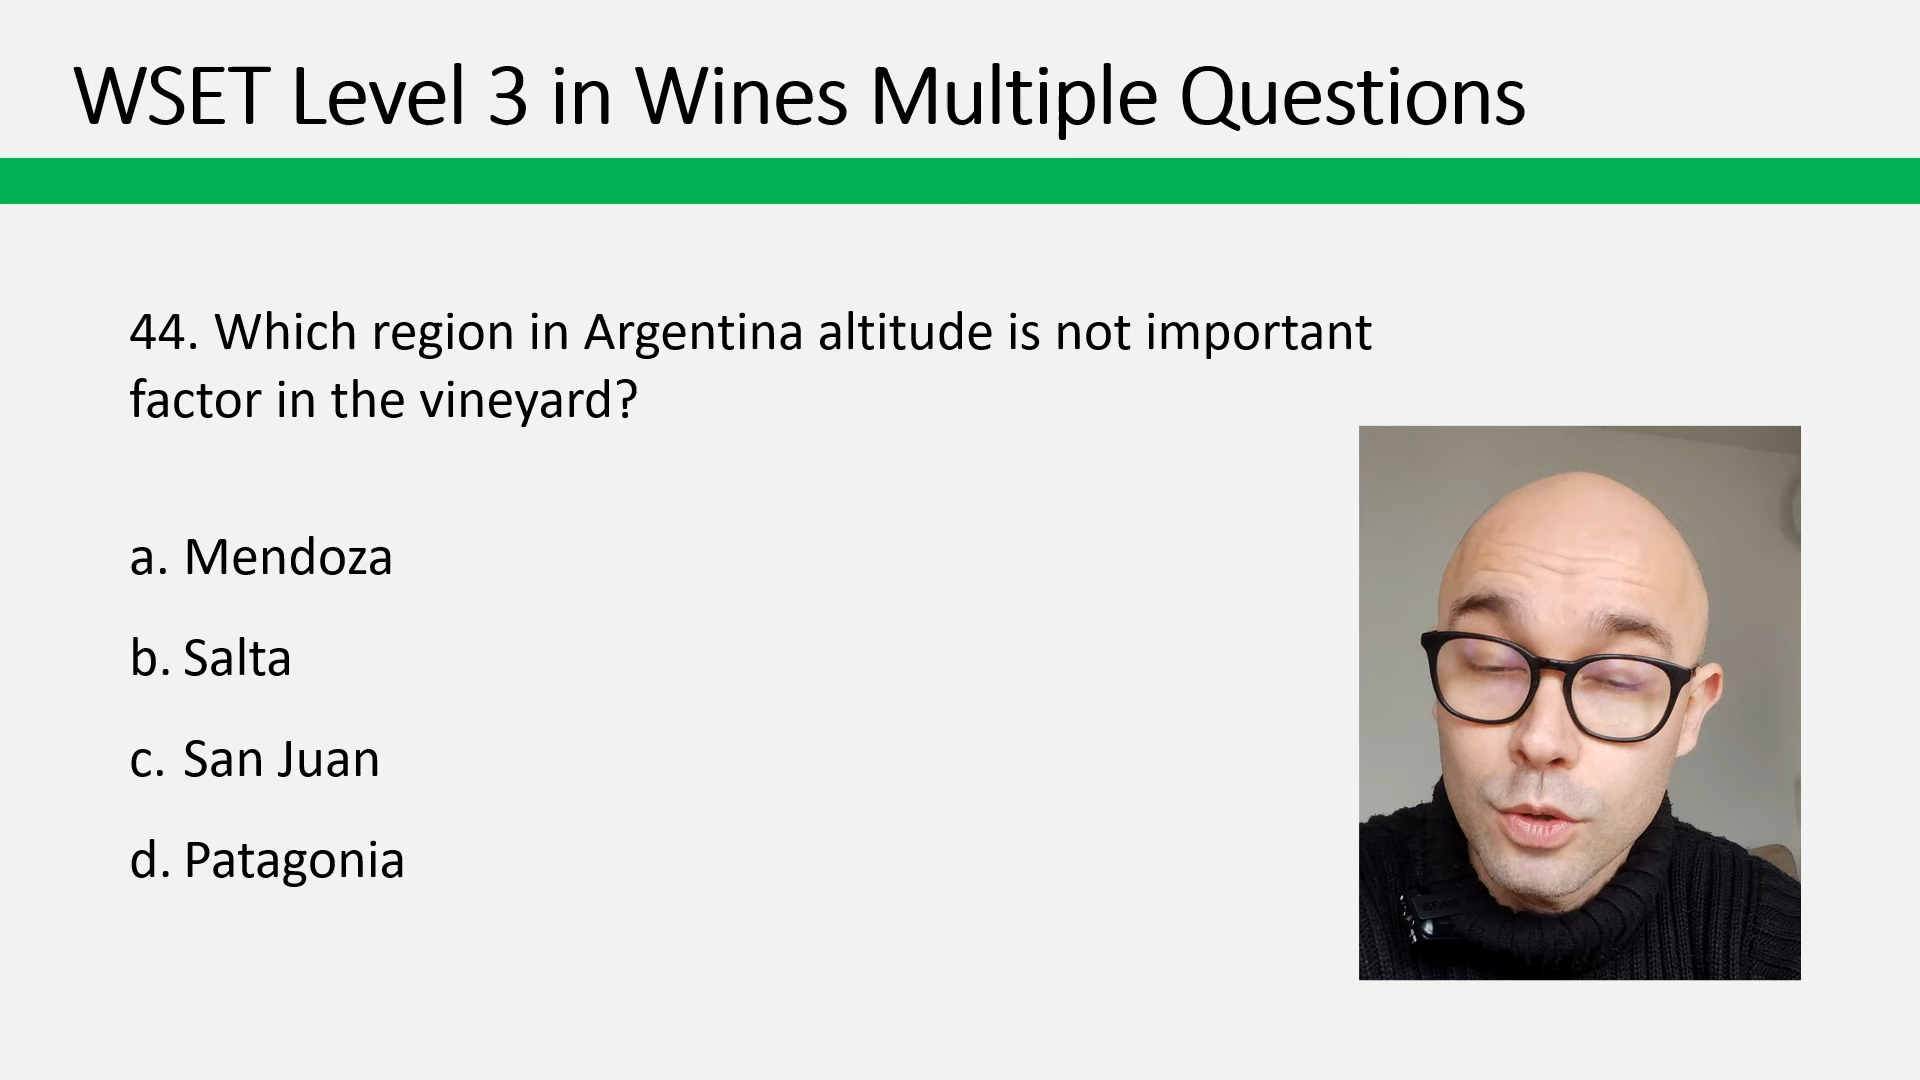 WSET Level 3 in Wines Multiple Questions
44. Which region in Argentina altitude is not important
factor in the vineyard?
a. Mendoza
b. Salta
c. San Juan
d. Patagonia